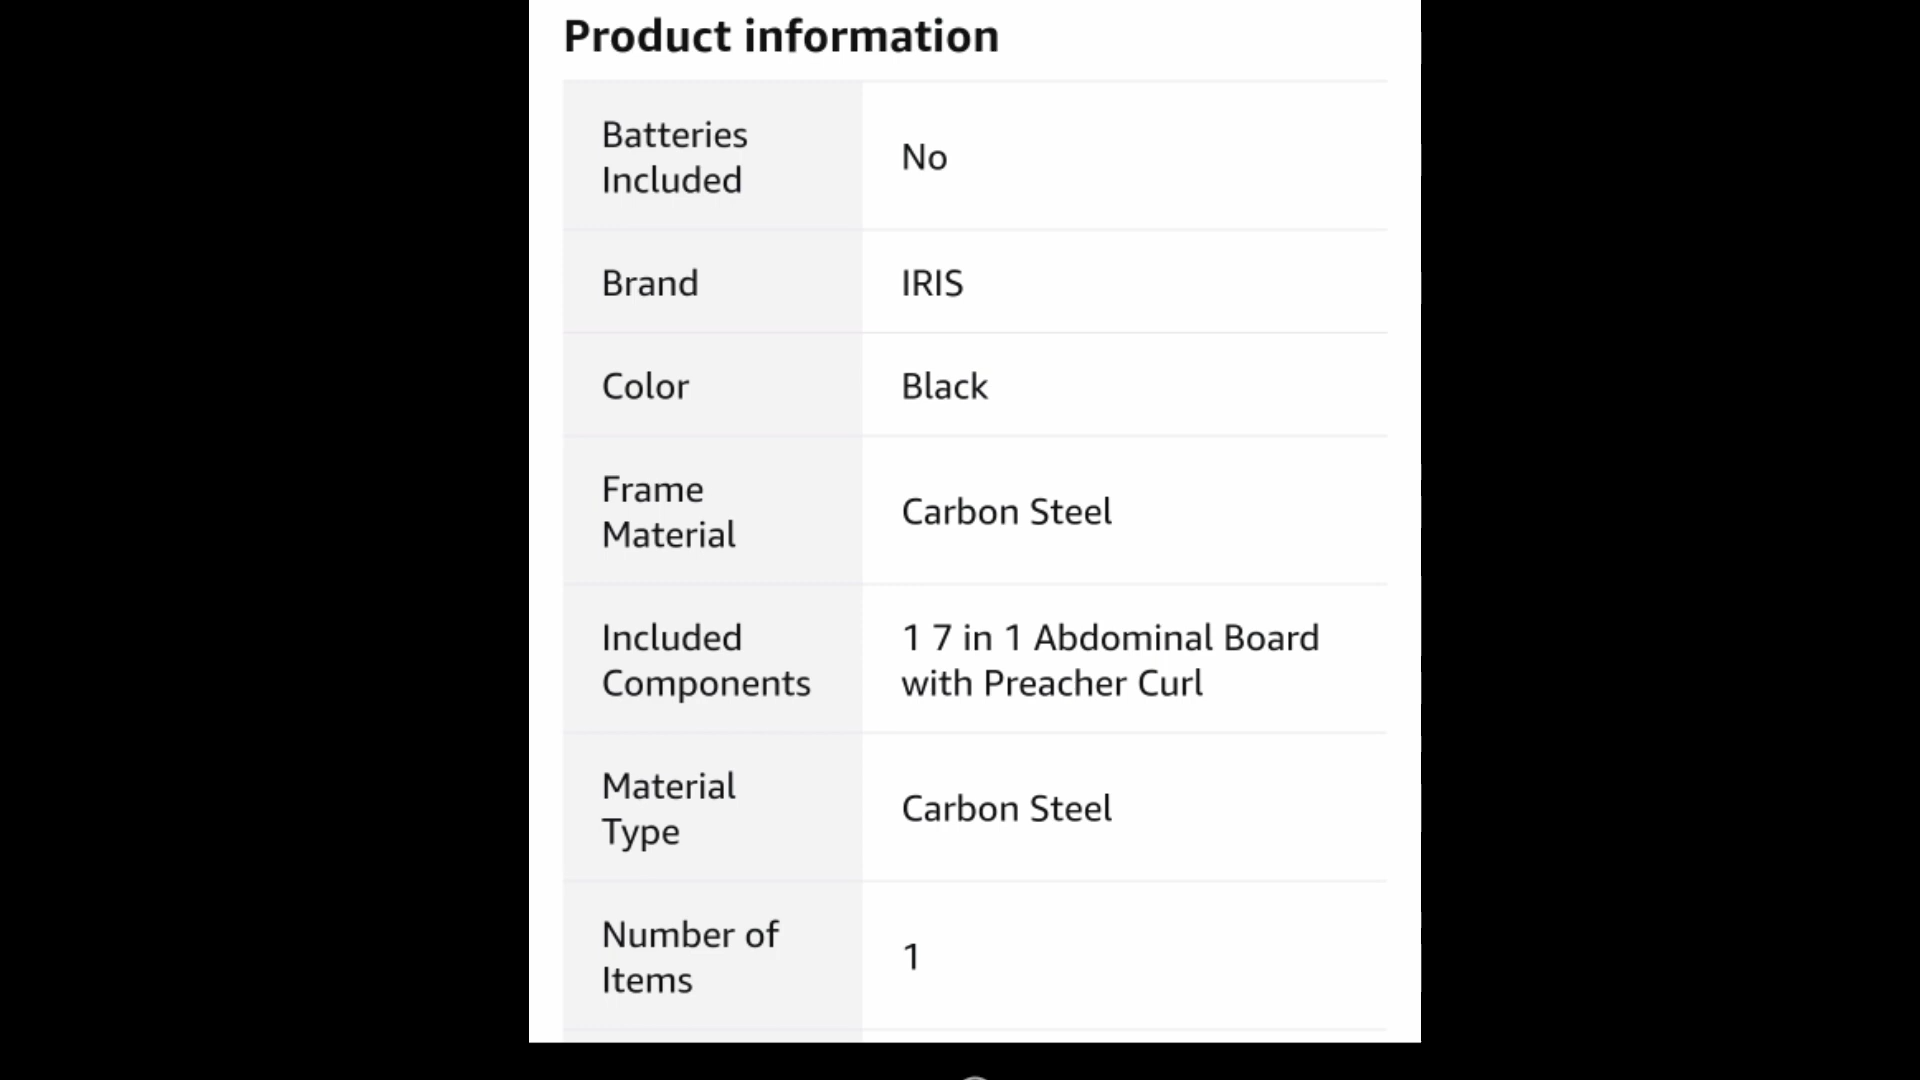 Product information
Batteries
Included
No
Brand
IRIS
Color
Black
Frame
Material
Carbon Steel
Included
Components
1 7 in 1 Abdominal Board
with Preacher Curl
Material
Type
Carbon Steel
Number of
Items
1